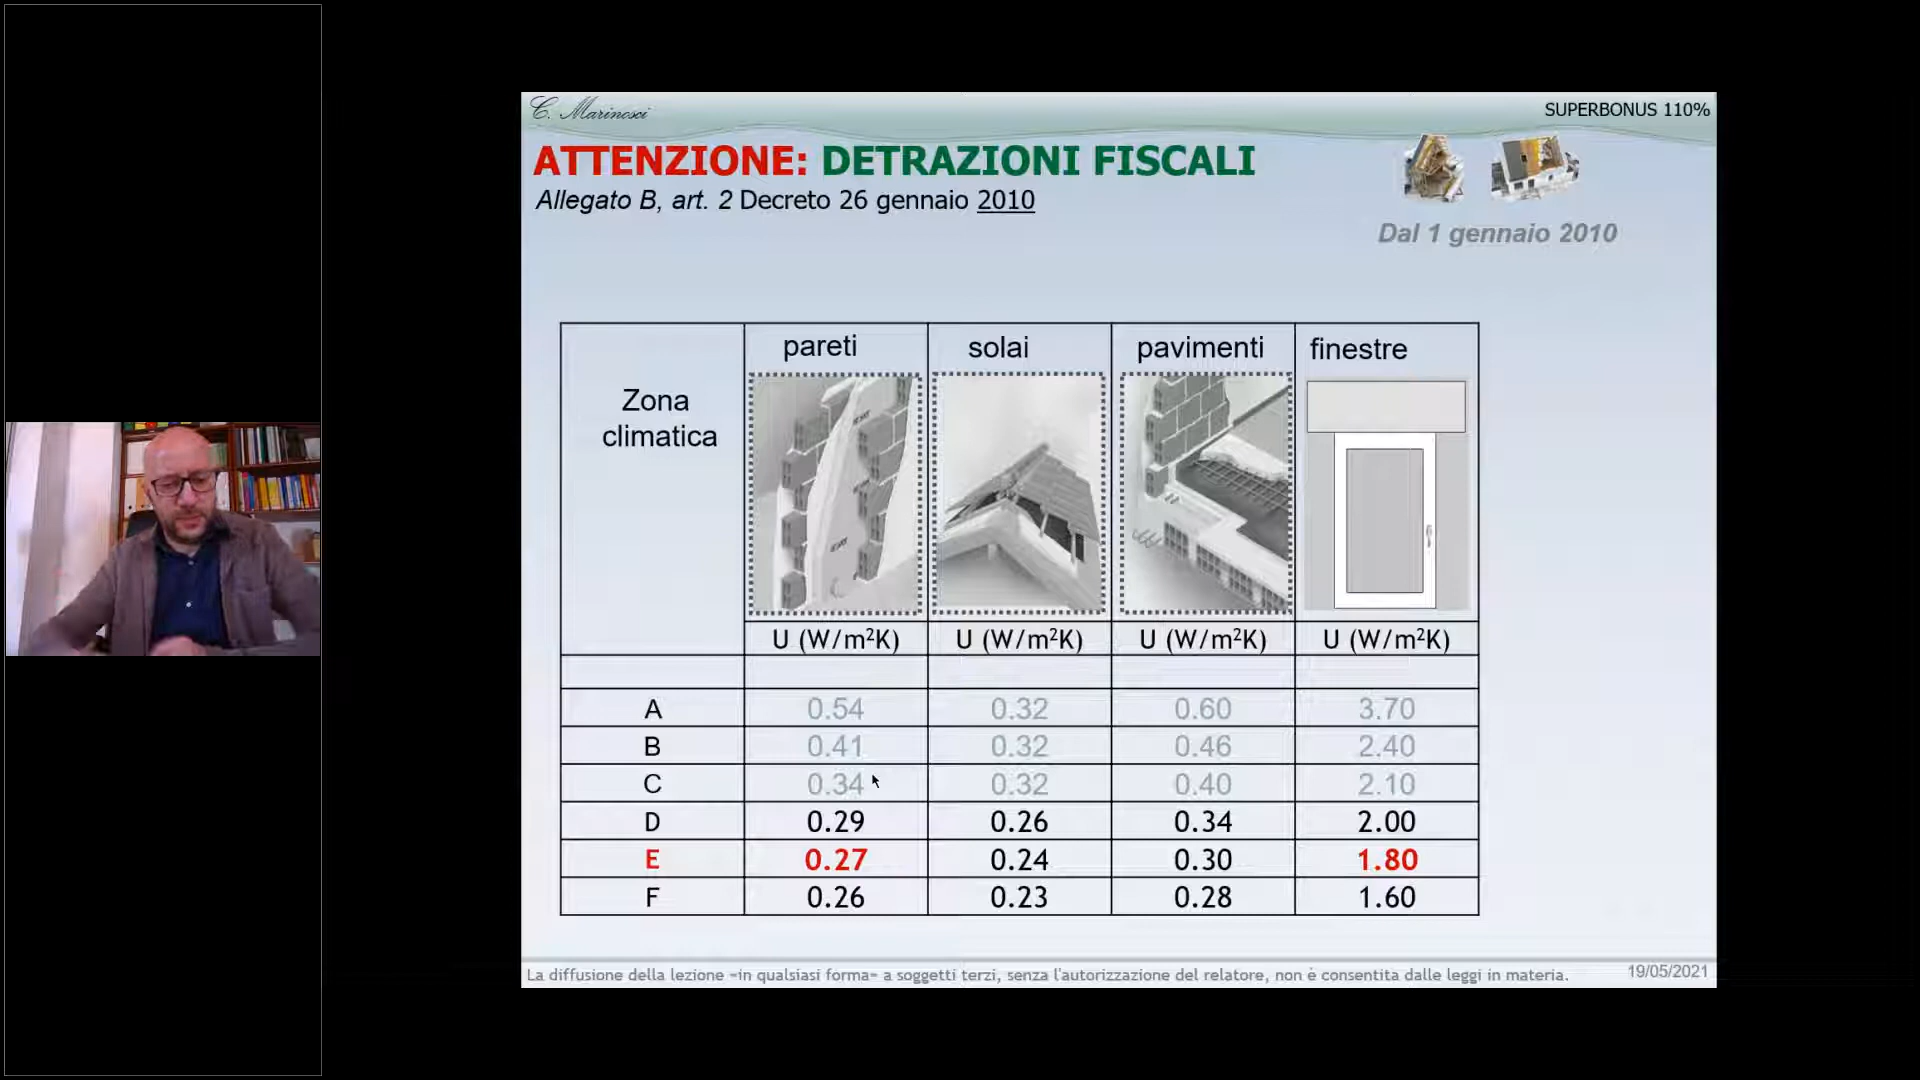 C. Marinosci
SUPERBONUS 110%
ATTENZIONE: DETRAZIONI FISCALI
Allegato B, art. 2 Decreto 26 gennaio 2010
Dal 1 gennaio 2010
Zona climatica pareti solai pavimenti finestre
U (W/m²K) U (W/m²K) U (W/m²K) U (W/m²K)
A 0.54 0.32 0.60 3.70
B 0.41 0.32 0.46 2.40
C 0.34 0.32 0.40 2.10
D 0.29 0.26 0.34 2.00
E 0.27 0.24 0.30 1.80
F 0.26 0.23 0.28 1.60
La diffusione della lezione -in qualsiasi forma- a soggetti terzi, senza l'autorizzazione del relatore, non è consentita dalle leggi in materia.
19/05/2021